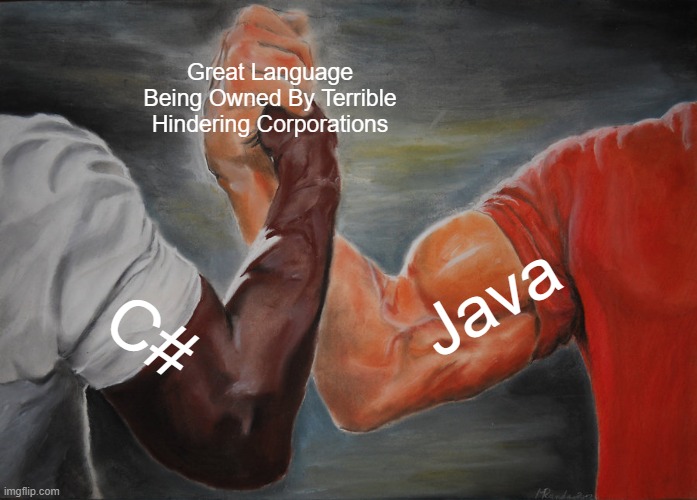 Great Language
Being Owned By Terrible
Hindering Corporations
C#
Java
imgflip.com